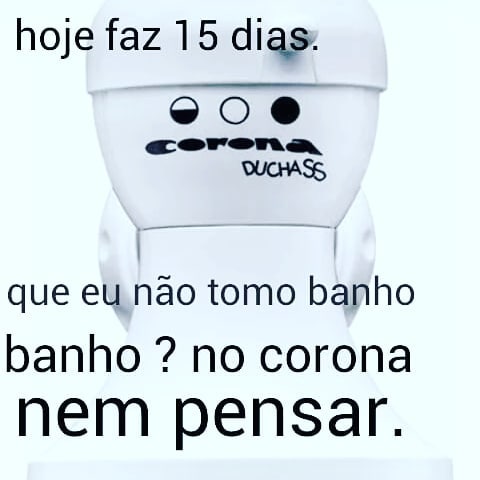 hoje faz 15 dias.
corona
DUCHASS
que eu não tomo banho
banho ? no corona
nem pensar.